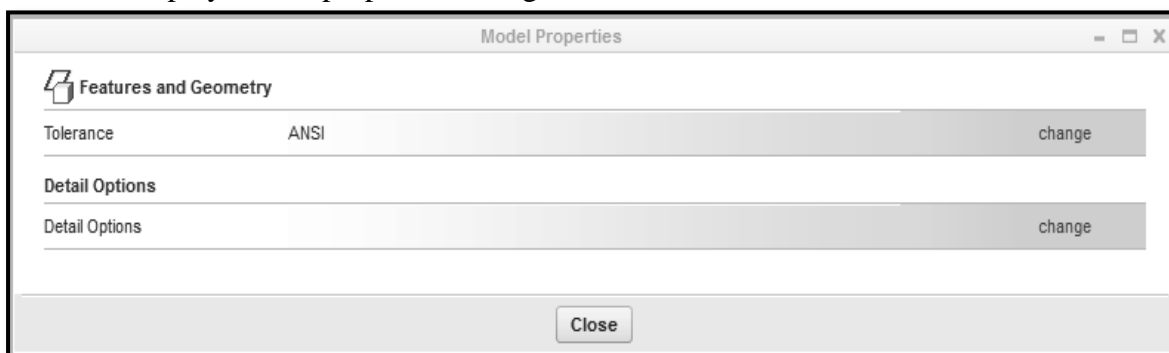 Model Properties
Features and Geometry
Tolerance ANSI change
Detail Options
Detail Options change
Close